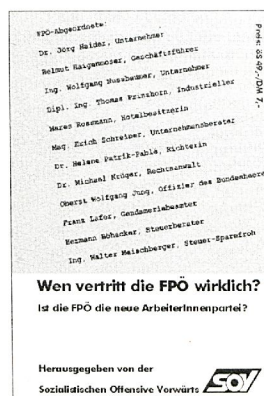 FPÖ-Abgeordnete:
Dr. Jörg Haider, Unternehmer
Helmut Haigermoser, Geschäftsführer
Ing. Wolfgang Nussbaumer, Unternehmer
Dipl. Ing. Thomas Prinzhorn, Industrieller
Mares Rossmann, Hotelbesitzerin
Mag. Erich Schreiner, Unternehmensberater
Dr. Helene Partik-Pablé, Richterin
Dr. Michael Krüger, Rechtsanwalt
Oberst Wolfgang Jung, Offizier des Bundesheeres
Franz Lafer, Gendarmeriebeamter
Hermann Böhacker, Steuerberater
Ing. Walter Meischberger, Steuer-Sparefroh
Preis: öS 49,-/DM 7,-
Wen vertritt die FPÖ wirklich?
Ist die FPÖ die neue ArbeiterInnenpartei?
Herausgegeben von der
Sozialistischen Offensive Vorwärts SOV